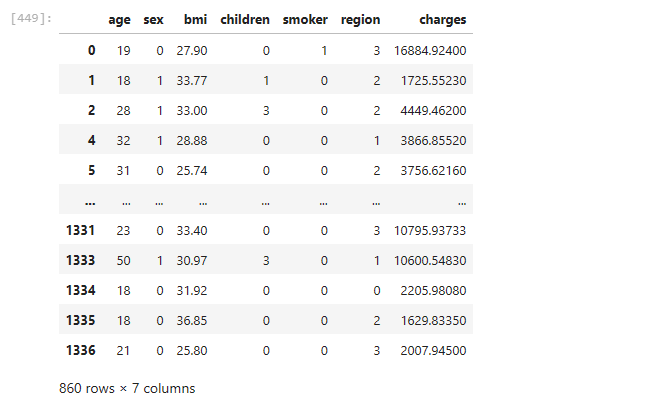 [449]:
age sex bmi children smoker region charges
0 19 0 27.90 0 1 3 16884.92400
1 18 1 33.77 1 0 2 1725.55230
2 28 1 33.00 3 0 2 4449.46200
4 32 1 28.88 0 0 1 3866.85520
5 31 0 25.74 0 0 2 3756.62160
... ... ... ... ... ... ... ...
1331 23 0 33.40 0 0 3 10795.93733
1333 50 1 30.97 3 0 1 10600.54830
1334 18 0 31.92 0 0 0 2205.98080
1335 18 0 36.85 0 0 2 1629.83350
1336 21 0 25.80 0 0 3 2007.94500
860 rows × 7 columns